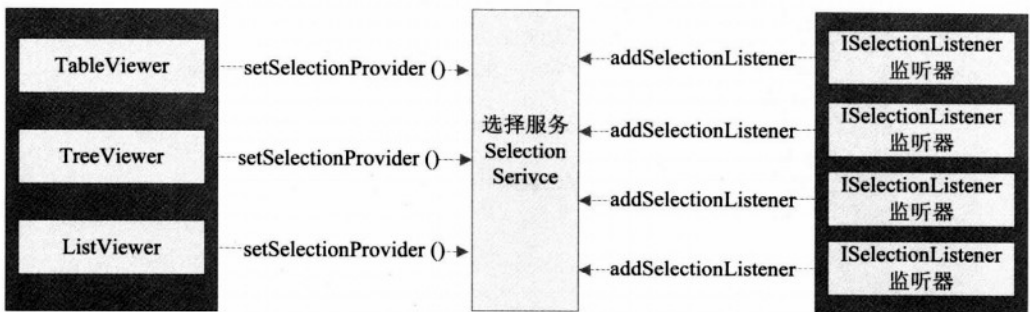 TableViewer
TreeViewer
ListViewer
setSelectionProvider ()
setSelectionProvider ()
setSelectionProvider ()
选择服务
Selection
Serivce
addSelectionListener
addSelectionListener
addSelectionListener
addSelectionListener
ISelectionListener
监听器
ISelectionListener
监听器
ISelectionListener
监听器
ISelectionListener
监听器